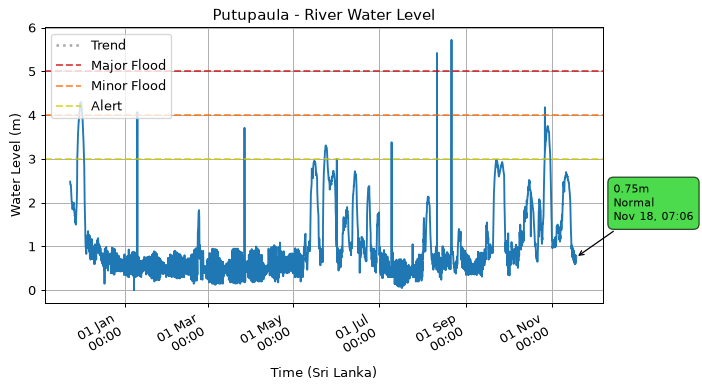 Putupaula - River Water Level
6
5
4
3
2
1
0
Water Level (m)
Trend
Major Flood
Minor Flood
Alert
0.75m
Normal
Nov 18, 07:06
01 Jan
00:00
01 Mar
00:00
01 May
00:00
01 Jul
00:00
01 Sep
00:00
01 Nov
00:00
Time (Sri Lanka)